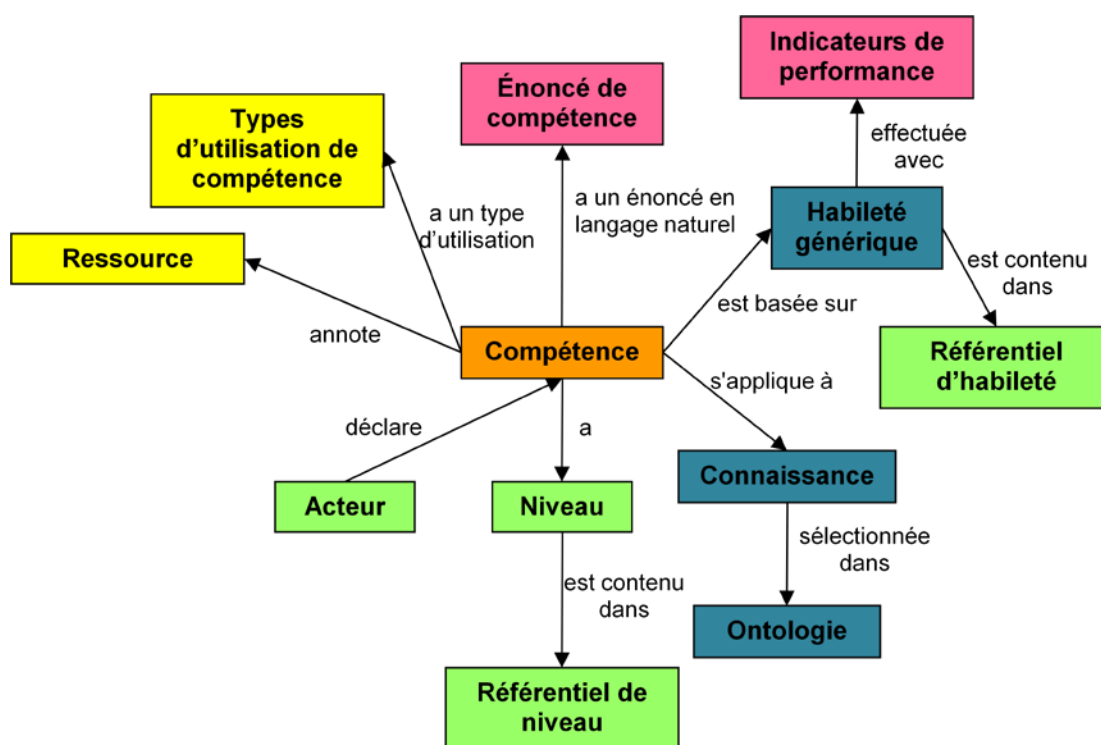 Indicateurs de
performance
Énoncé de
compétence
Types
d’utilisation de
compétence
effectuée
avec
a un énoncé en
langage naturel
a un type
d’utilisation
Habileté
générique
Ressource
est contenu
dans
est basée sur
annote
Compétence
Référentiel
d’habileté
s'applique à
déclare
a
Connaissance
Acteur
Niveau
sélectionnée
dans
est contenu
dans
Ontologie
Référentiel de
niveau